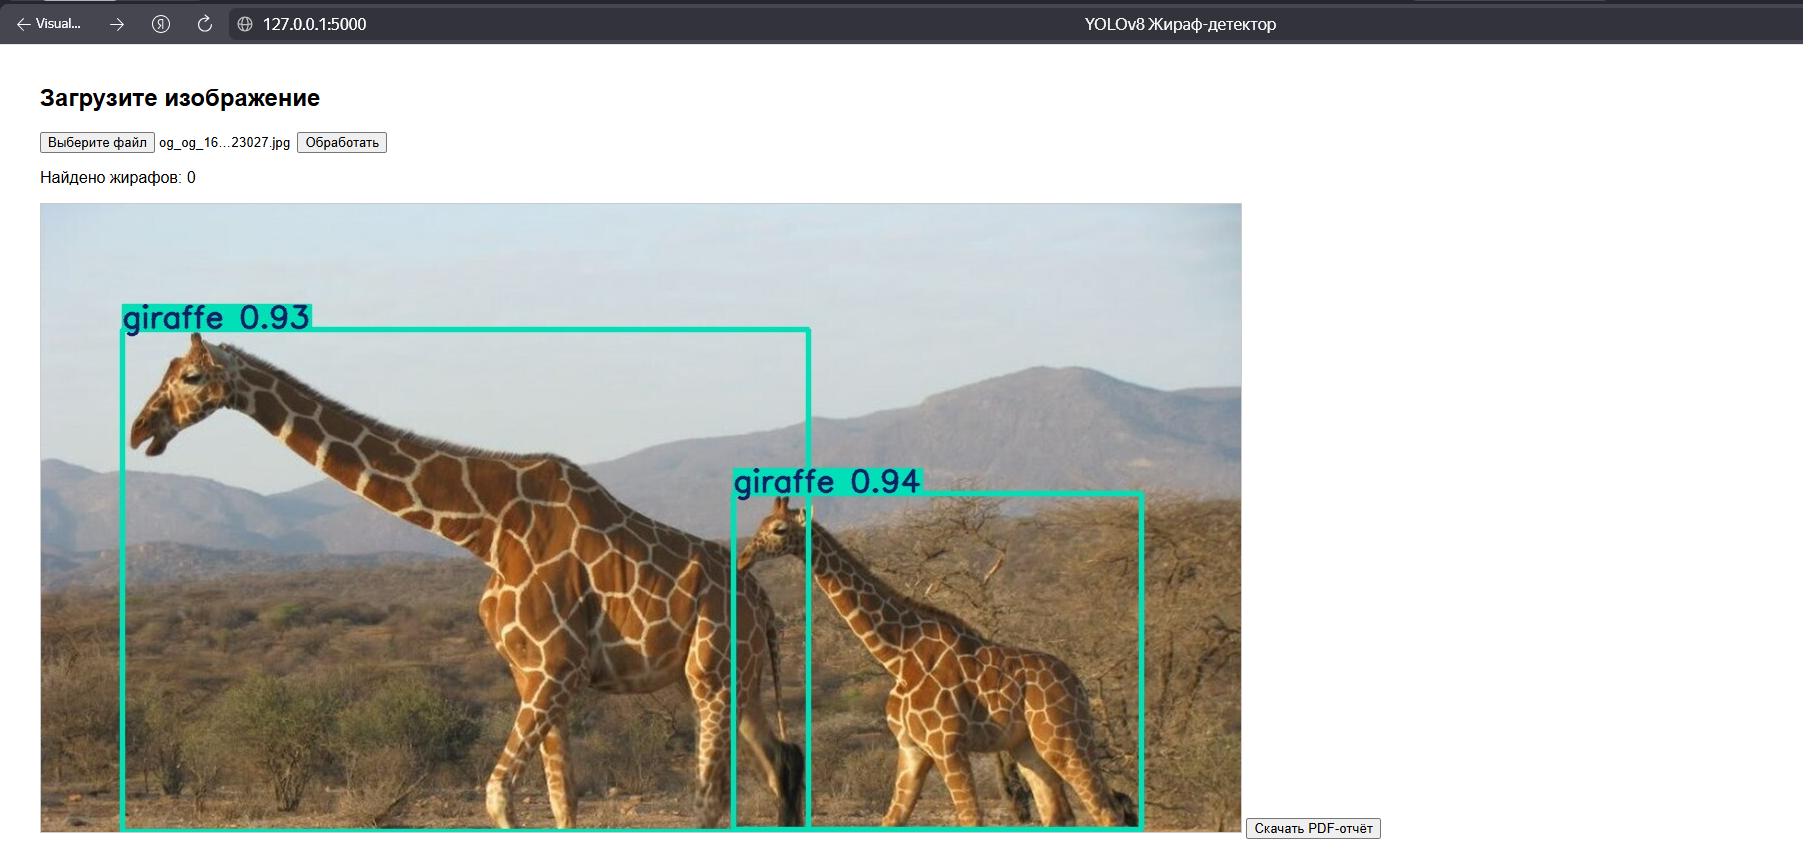 Visual... 127.0.0.1:5000 YOLOv8 Жираф-детектор
Загрузите изображение
Выберите файл og_og_16...23027.jpg Обработать
Найдено жирафов: 0
giraffe 0.93
giraffe 0.94
Скачать PDF-отчёт